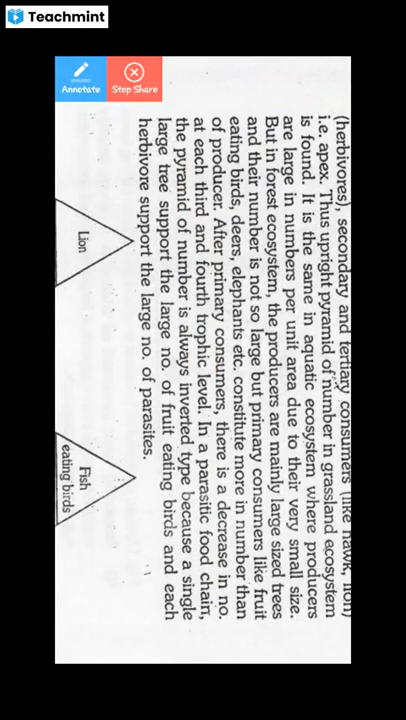 Teachmint
Annotate
Stop Share
(herbivores), secondary and tertiary consumers (like hawk, lion)
i.e. apex. Thus upright pyramid of number in grassland ecosystem
is found. It is the same in aquatic ecosystem where producers
are large in numbers per unit area due to their very small size.
But in forest ecosystem, the producers are mainly large sized trees
and their number is not so large but primary consumers like fruit
eating birds, deers, elephants etc. constitute more in number than
of producer. After primary consumers, there is a decrease in no.
at each third and fourth trophic level. In a parasitic food chain,
the pyramid of number is always inverted type because a single
large tree support the large no. of fruit eating birds and each
herbivore support the large no. of parasites.
Lion
Fish
eating birds